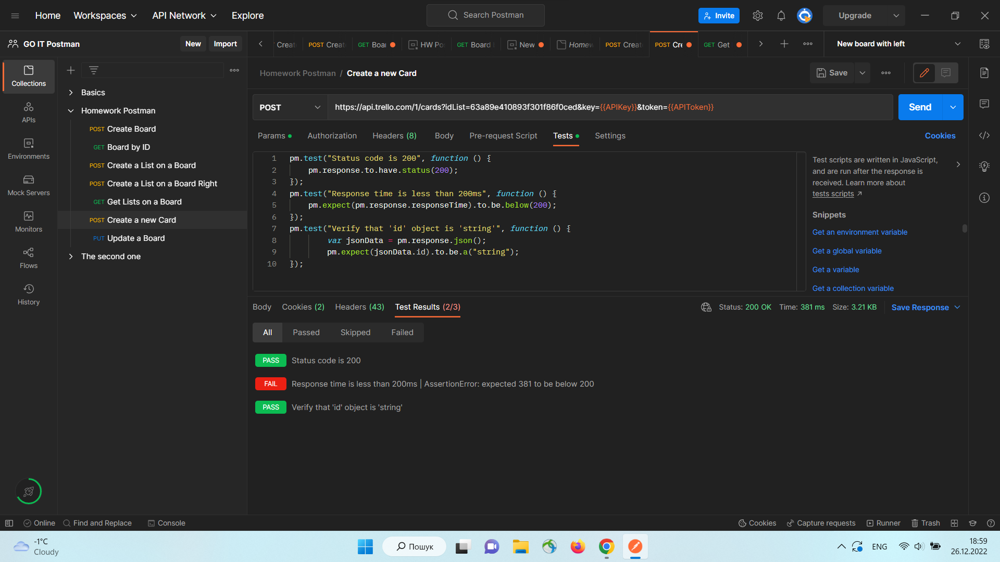 Home
Workspaces
API Network
Explore
Search Postman
Invite
Upgrade
GO IT Postman
New
Import
Creat
POST Creat
GET Boar
HW Po
GET Board
New
Homew
POST Creat
POST Cre
GET Get
New board with left
Collections
APIs
Environments
Mock Servers
Monitors
Flows
History
Basics
Homework Postman
POST Create Board
GET Board by ID
POST Create a List on a Board
POST Create a List on a Board Right
GET Get Lists on a Board
POST Create a new Card
PUT Update a Board
The second one
Homework Postman / Create a new Card
Save
POST
https://api.trello.com/1/cards?idList=63a89e410893f301f86f0ced&key={{APIKey}}&token={{APIToken}}
Send
Params
Authorization
Headers (8)
Body
Pre-request Script
Tests
Settings
Cookies
1 pm.test("Status code is 200", function () {
2 pm.response.to.have.status(200);
3 });
4 pm.test("Response time is less than 200ms", function () {
5 pm.expect(pm.response.responseTime).to.be.below(200);
6 });
7 pm.test("Verify that 'id' object is 'string'", function () {
8 var jsonData = pm.response.json();
9 pm.expect(jsonData.id).to.be.a("string");
10 });
Test scripts are written in JavaScript,
and are run after the response is
received. Learn more about
tests scripts
Snippets
Get an environment variable
Get a global variable
Get a variable
Get a collection variable
Body
Cookies (2)
Headers (43)
Test Results (2/3)
Status: 200 OK
Time: 381 ms
Size: 3.21 KB
Save Response
All
Passed
Skipped
Failed
PASS Status code is 200
FAIL Response time is less than 200ms | AssertionError: expected 381 to be below 200
PASS Verify that 'id' object is 'string'
Online
Find and Replace
Console
Cookies
Capture requests
Runner
Trash
-1°C
Cloudy
Пошук
ENG
18:59
26.12.2022